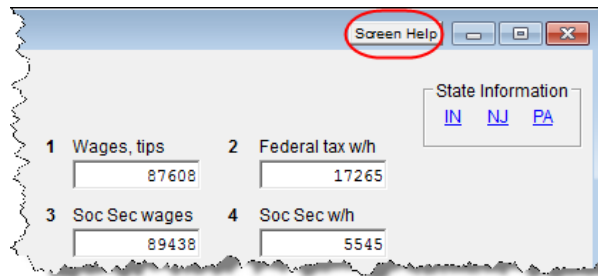 Screen Help
State Information
IN NJ PA
1 Wages, tips 2 Federal tax w/h
87608 17265
3 Soc Sec wages 4 Soc Sec w/h
89438 5545